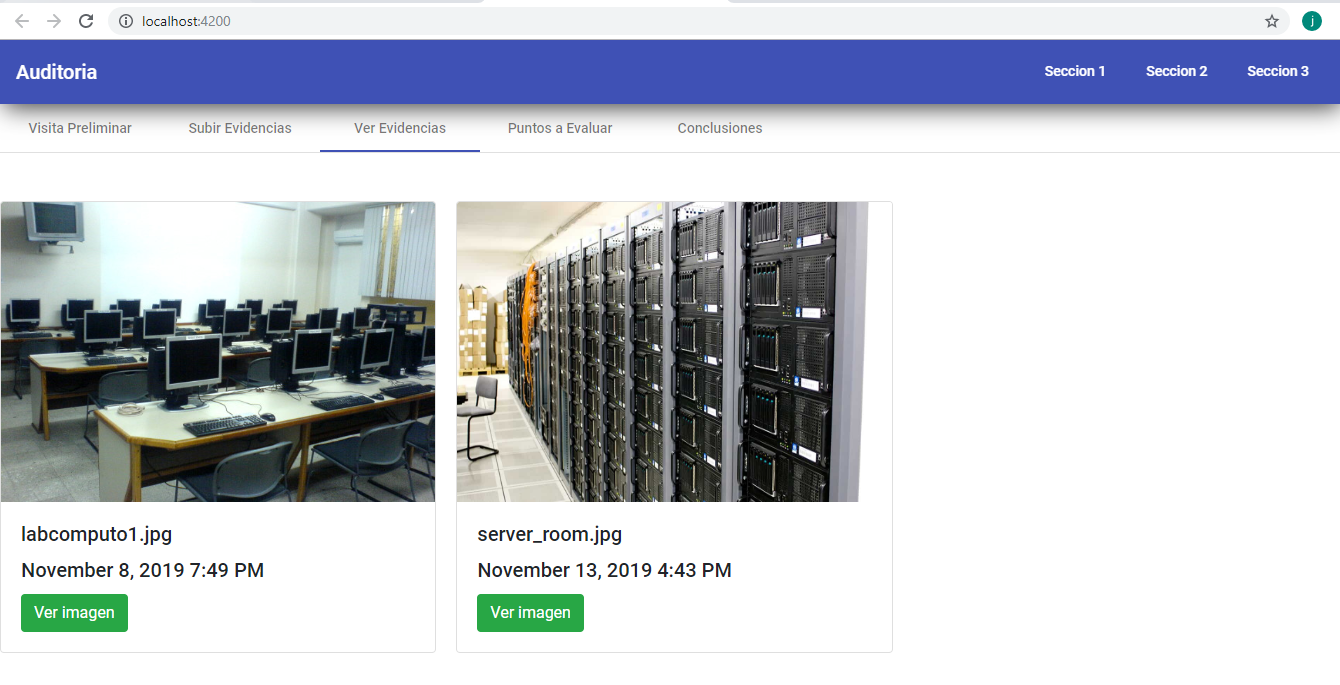 localhost:4200
j
Auditoria
Seccion 1 Seccion 2 Seccion 3
Visita Preliminar Subir Evidencias Ver Evidencias Puntos a Evaluar Conclusiones
labcomputo1.jpg
November 8, 2019 7:49 PM
Ver imagen
server_room.jpg
November 13, 2019 4:43 PM
Ver imagen